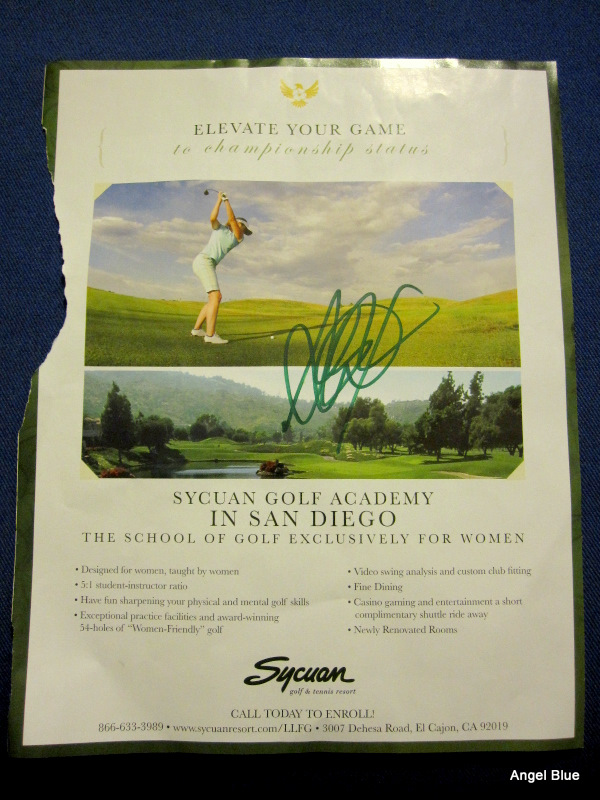 ELEVATE YOUR GAME
to championship status
SYCUAN GOLF ACADEMY
IN SAN DIEGO
THE SCHOOL OF GOLF EXCLUSIVELY FOR WOMEN
• Designed for women, taught by women
• 5:1 student-instructor ratio
• Have fun sharpening your physical and mental golf skills
• Exceptional practice facilities and award-winning
54-holes of "Women-Friendly" golf
• Video swing analysis and custom club fitting
• Fine Dining
• Casino gaming and entertainment a short
complimentary shuttle ride away
• Newly Renovated Rooms
Sycuan
golf & tennis resort
CALL TODAY TO ENROLL!
866-633-3989 • www.sycuanresort.com/LLFG • 3007 Dehesa Road, El Cajon, CA 92019
Angel Blue